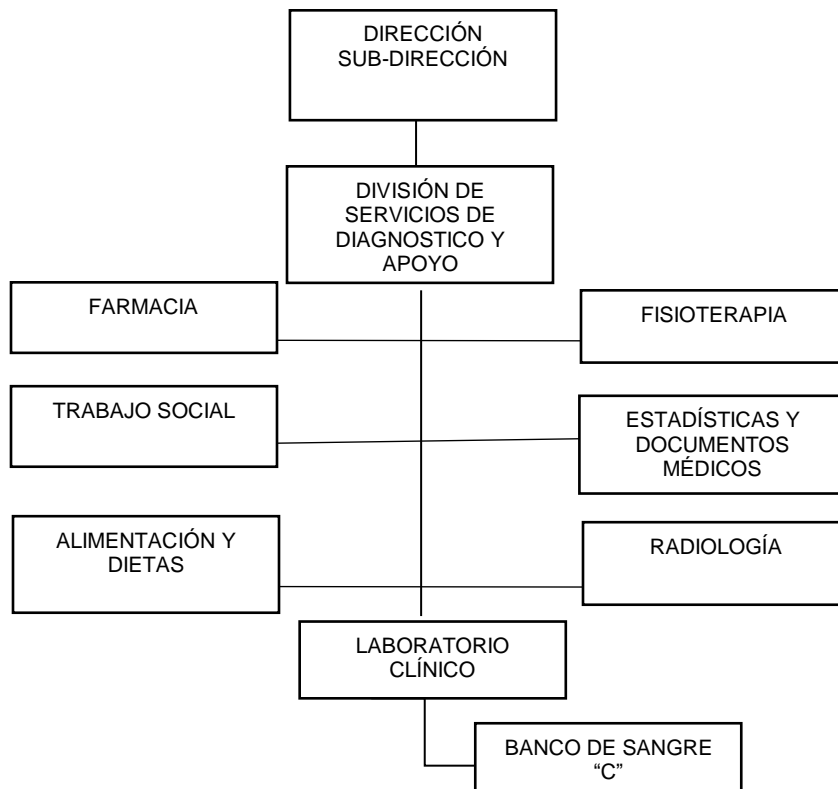 DIRECCIÓN
SUB-DIRECCIÓN
DIVISIÓN DE
SERVICIOS DE
DIAGNOSTICO Y
APOYO
FARMACIA
FISIOTERAPIA
TRABAJO SOCIAL
ESTADÍSTICAS Y
DOCUMENTOS
MÉDICOS
ALIMENTACIÓN Y
DIETAS
RADIOLOGÍA
LABORATORIO
CLÍNICO
BANCO DE SANGRE
“C”